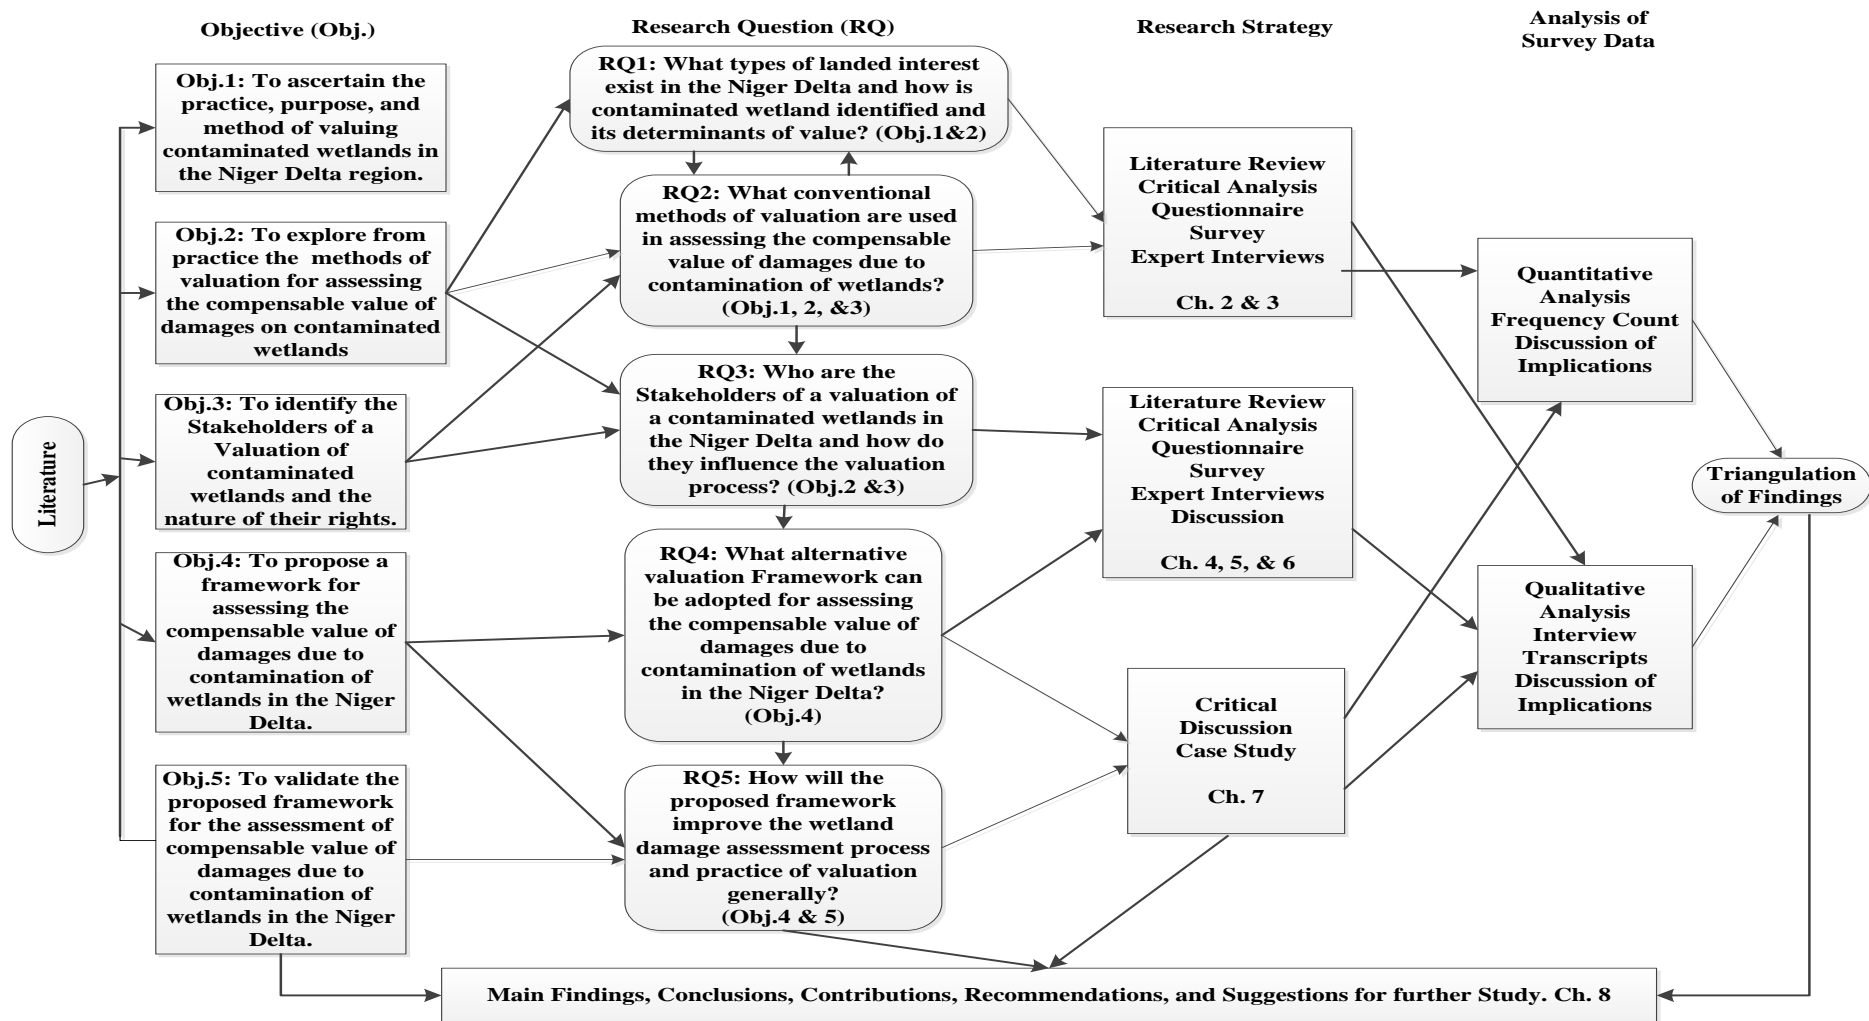 Objective (Obj.)
Research Question (RQ)
Research Strategy
Analysis of
Survey Data
Literature
Obj.1: To ascertain the
practice, purpose, and
method of valuing
contaminated wetlands in
the Niger Delta region.
Obj.2: To explore from
practice the methods of
valuation for assessing
the compensable value of
damages on contaminated
wetlands
Obj.3: To identify the
Stakeholders of a
Valuation of
contaminated
wetlands and the
nature of their rights.
Obj.4: To propose a
framework for
assessing the
compensable value of
damages due to
contamination of
wetlands in the Niger
Delta.
Obj.5: To validate the
proposed framework
for the assessment of
compensable value of
damages due to
contamination of
wetlands in the Niger
Delta.
RQ1: What types of landed interest
exist in the Niger Delta and how is
contaminated wetland identified and
its determinants of value? (Obj.1&2)
RQ2: What conventional
methods of valuation are used
in assessing the compensable
value of damages due to
contamination of wetlands?
(Obj.1, 2, &3)
RQ3: Who are the
Stakeholders of a valuation of
a contaminated wetlands in
the Niger Delta and how do
they influence the valuation
process? (Obj.2 &3)
RQ4: What alternative
valuation Framework can
be adopted for assessing
the compensable value of
damages due to
contamination of wetlands
in the Niger Delta?
(Obj.4)
RQ5: How will the
proposed framework
improve the wetland
damage assessment process
and practice of valuation
generally?
(Obj.4 & 5)
Literature Review
Critical Analysis
Questionnaire
Survey
Expert Interviews
Ch. 2 & 3
Literature Review
Critical Analysis
Questionnaire
Survey
Expert Interviews
Discussion
Ch. 4, 5, & 6
Critical
Discussion
Case Study
Ch. 7
Quantitative
Analysis
Frequency Count
Discussion of
Implications
Qualitative
Analysis
Interview
Transcripts
Discussion of
Implications
Triangulation
of Findings
Main Findings, Conclusions, Contributions, Recommendations, and Suggestions for further Study. Ch. 8